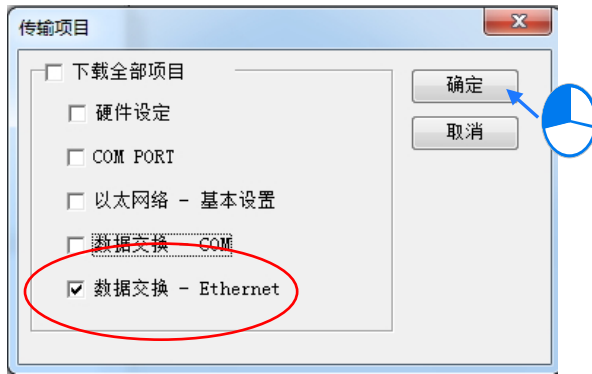 传输项目
下载全部项目
硬件设定
COM PORT
以太网络 - 基本设置
数据交换 - COM
数据交换 - Ethernet
确定
取消